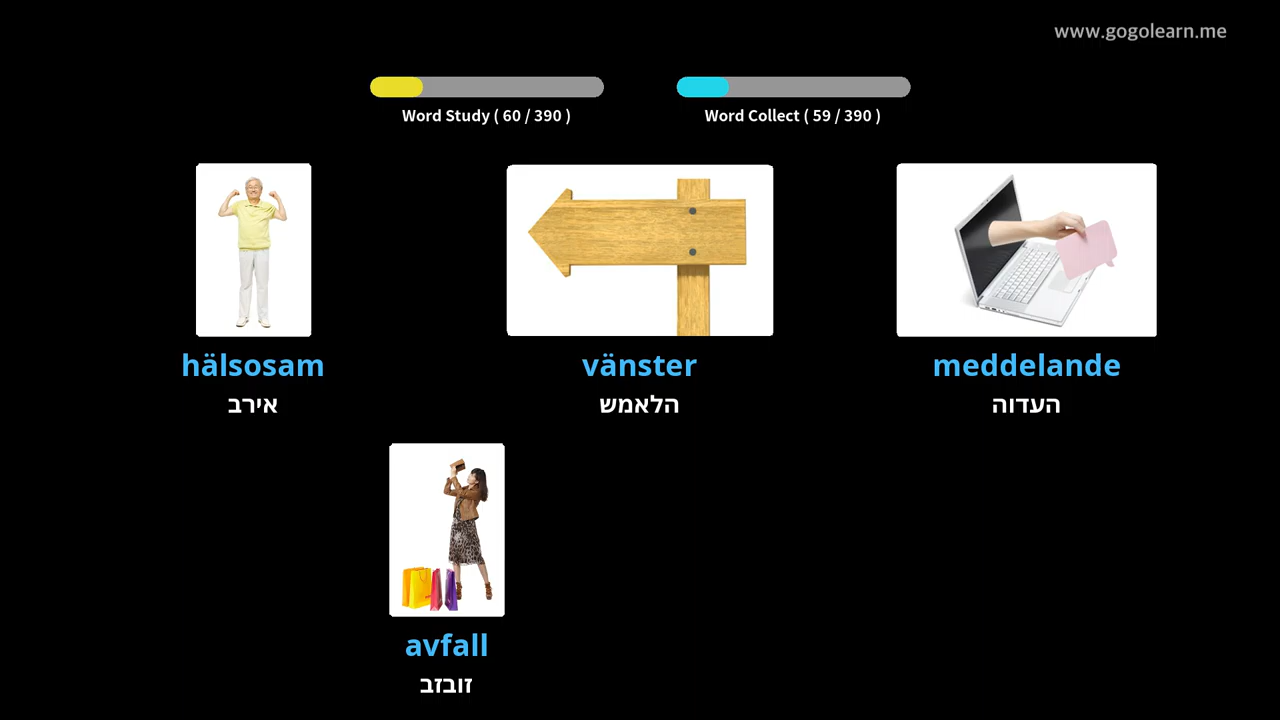 www.gogolearn.me
Word Study ( 60 / 390 )
Word Collect ( 59 / 390 )
hälsosam
אירב
vänster
הלאמש
meddelande
העדוה
avfall
זובזב